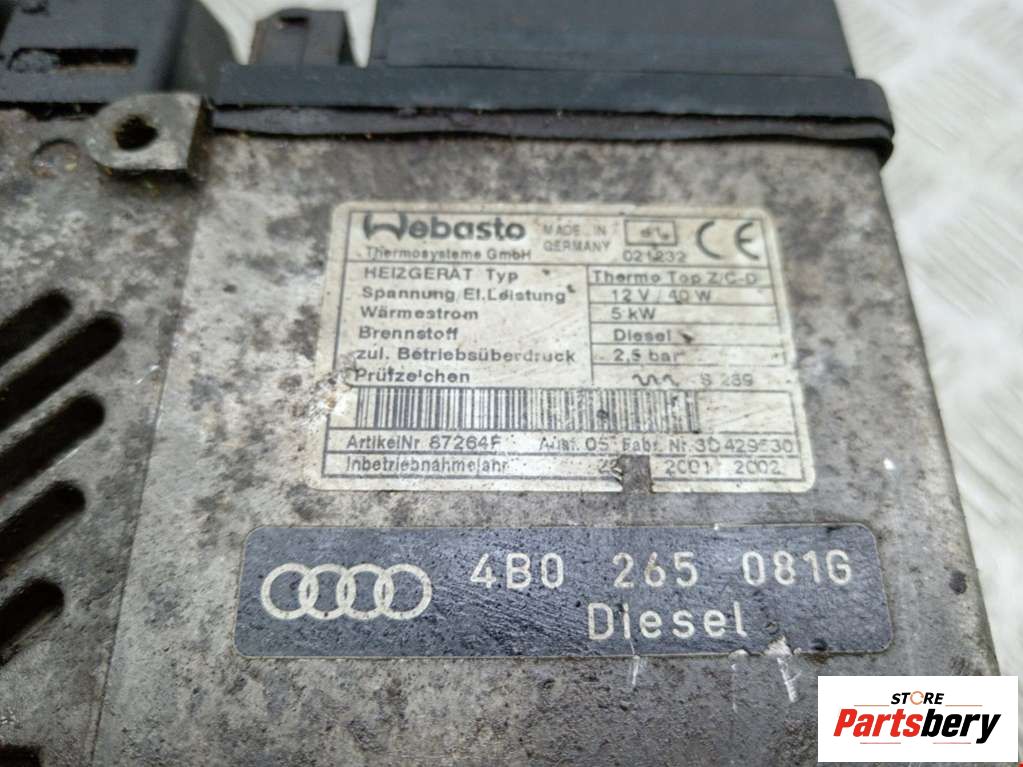 Webasto
Thermosysteme GmbH
MADE IN
GERMANY
021232
CE
HEIZGERÄT Typ Thermo Top Z/C-D
Spannung/El.Leistung 12 V / 40 W
Wärmestrom 5 kW
Brennstoff Diesel
zul. Betriebsüberdruck 2,5 bar
Prüfzeichen S 289
ArtikelNr 67264F Ausf. 05 Fabr. Nr.
Inbetriebnahmejahr 2001 2002
4B0 265 081G
Diesel
STORE
Partsbery